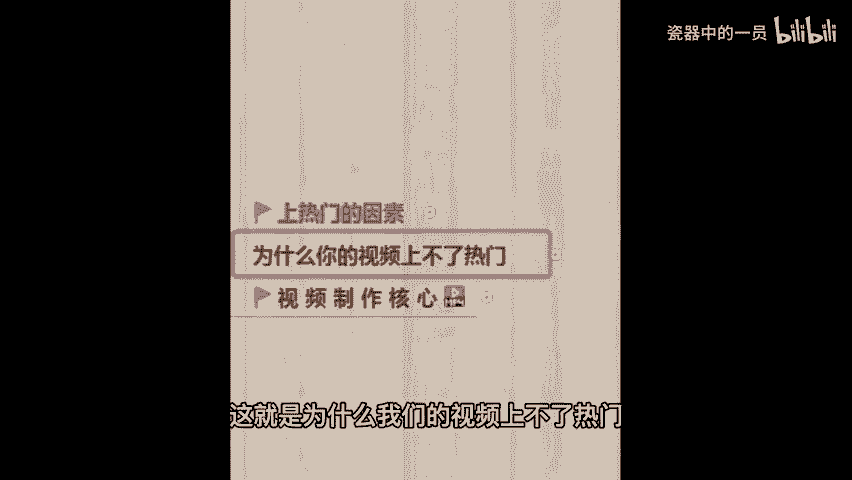 瓷器中的一员 bilibili
上热门的因素
为什么你的视频上不了热门
视频制作核心
这就是为什么我们的视频上不了热门